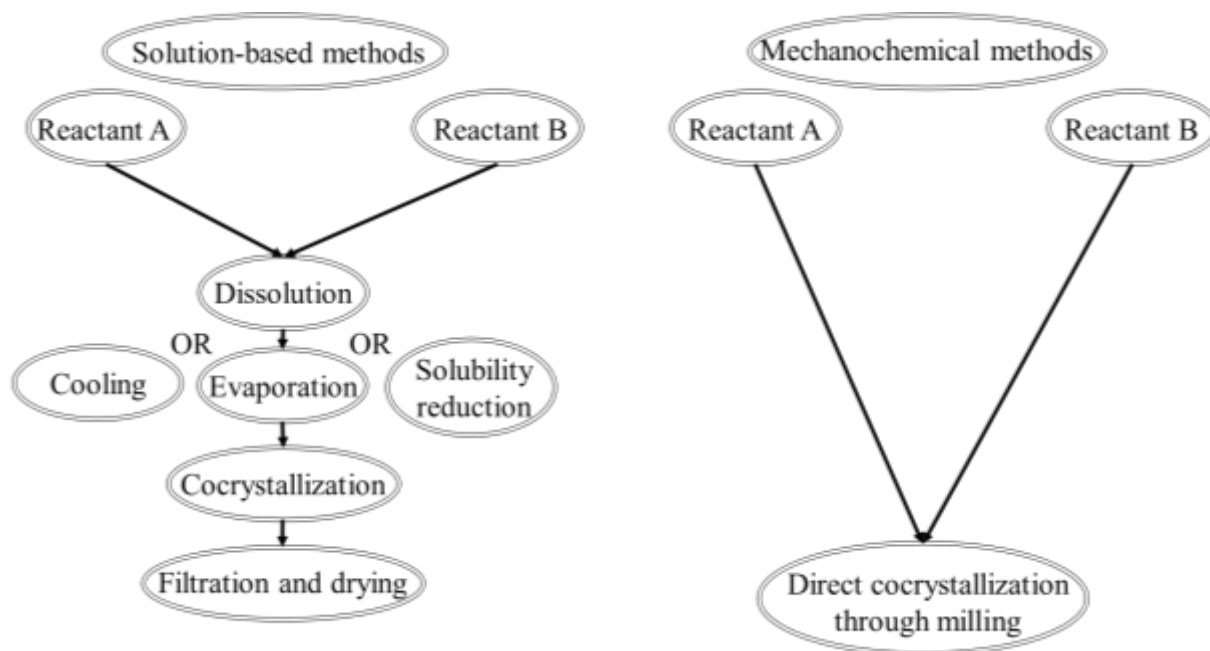 Solution-based methods
Reactant A
Reactant B
Dissolution
OR
OR
Cooling
Evaporation
Solubility
reduction
Cocrystallization
Filtration and drying
Mechanochemical methods
Reactant A
Reactant B
Direct cocrystallization
through milling